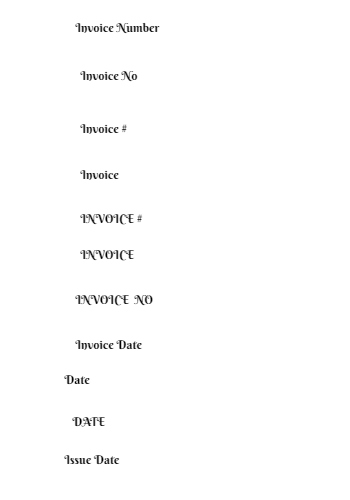 Invoice Number
Invoice No
Invoice #
Invoice
INVOICE #
INVOICE
INVOICE NO
Invoice Date
Date
DATE
Issue Date